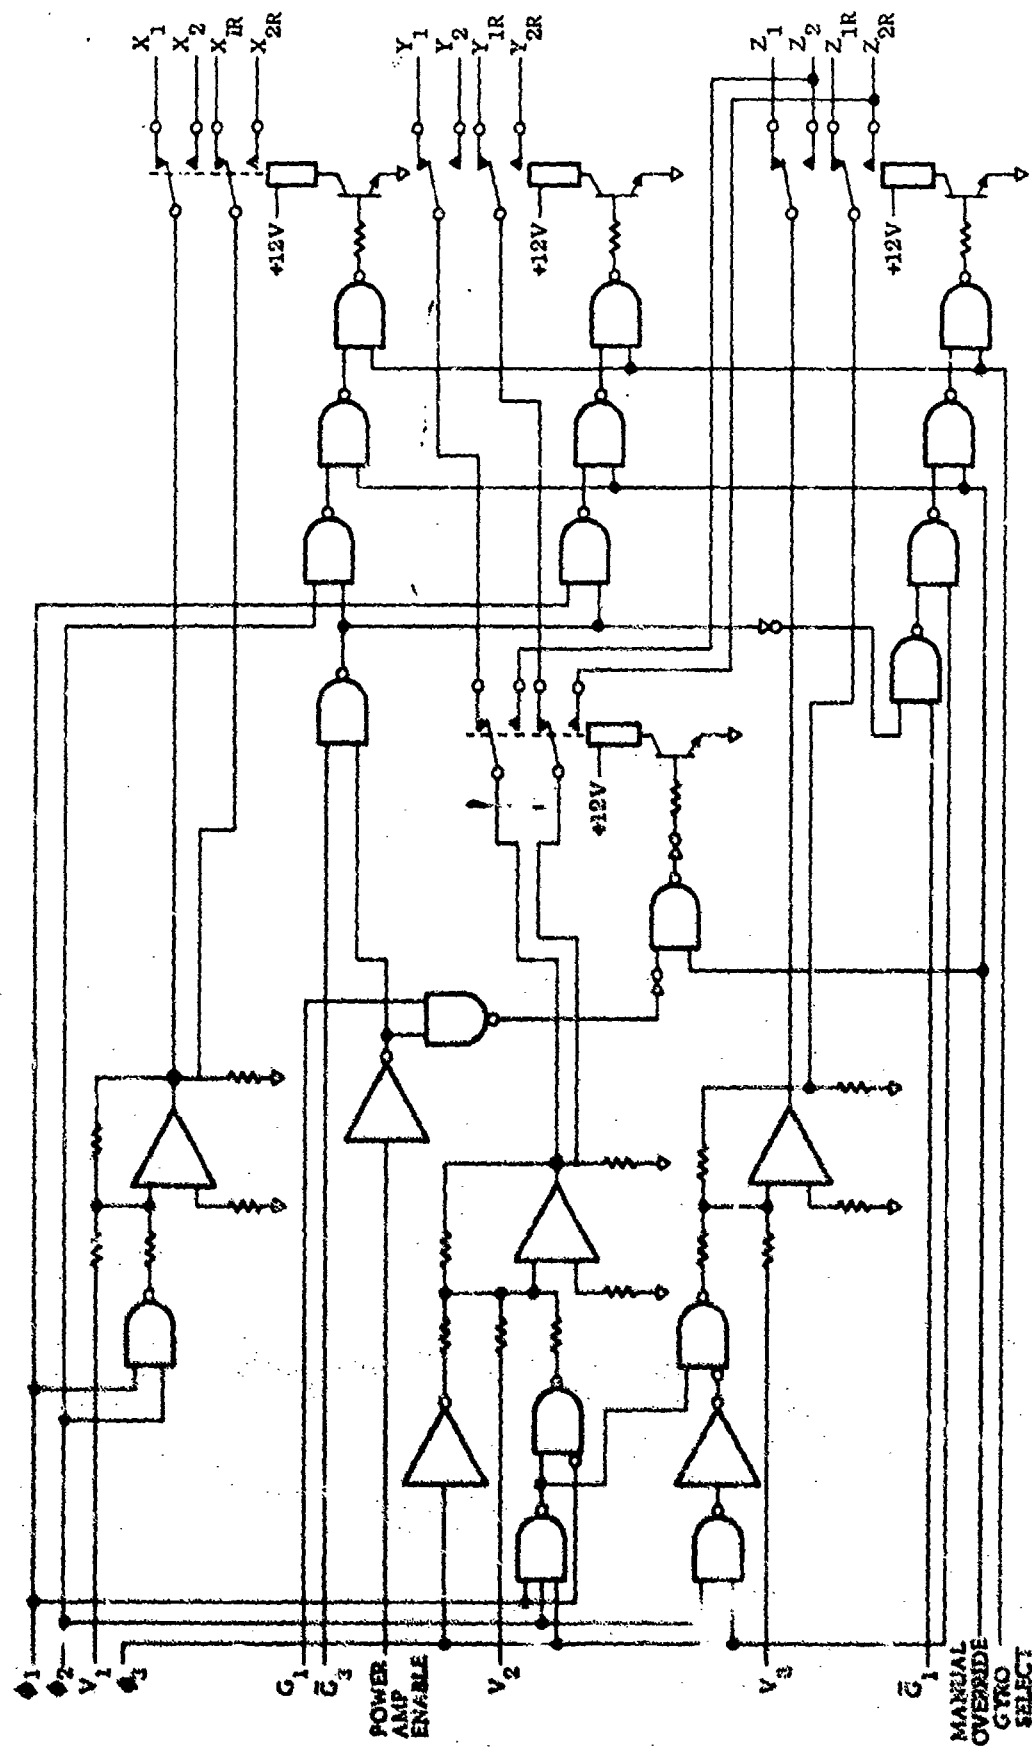 X1
X2
X1R
X2R
Y1
Y2
Y1R
Y2R
Z1
Z2
Z1R
Z2R
+12V
+12V
+12V
+12V
ϕ1
ϕ2
V1
ϕ3
G1
G̅3
POWER
AMP
ENABLE
V2
V3
G̅1
MANUAL
OVERRIDE
GYRO
SELECT